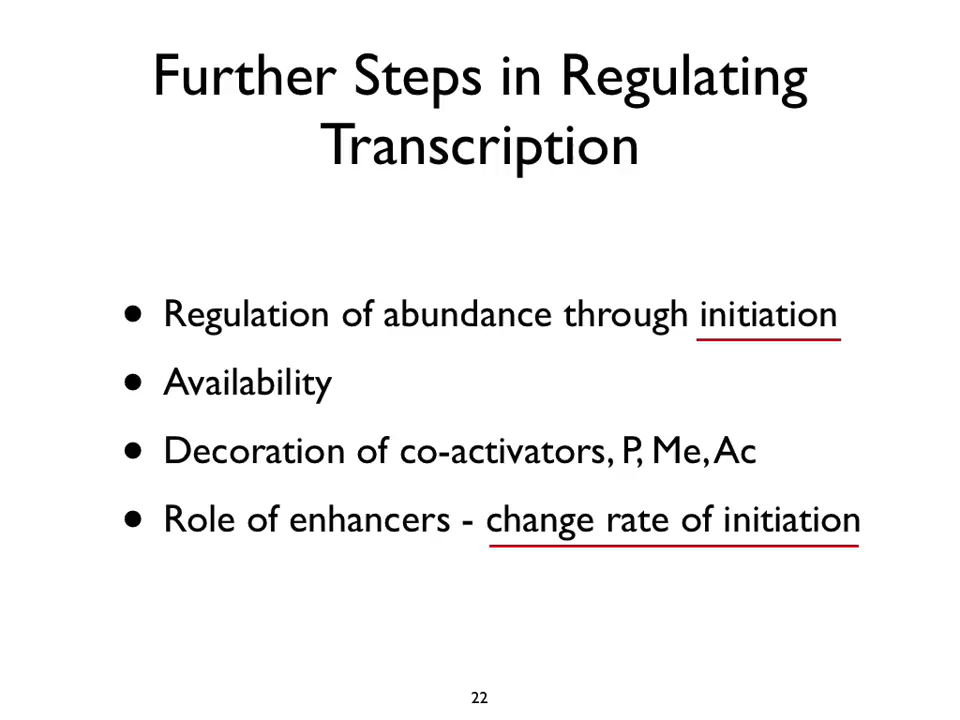 Further Steps in Regulating
Transcription
• Regulation of abundance through initiation
• Availability
• Decoration of co-activators, P, Me, Ac
• Role of enhancers - change rate of initiation
22